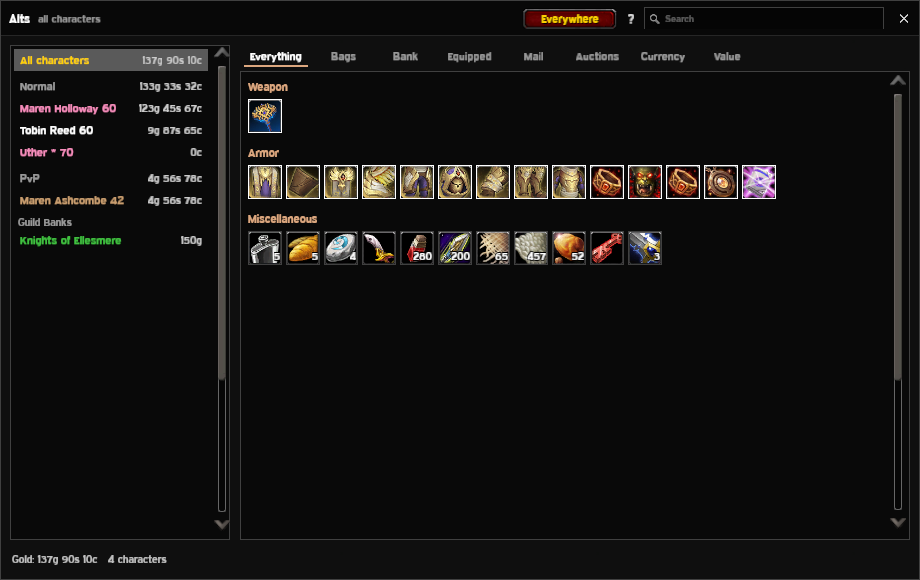 Alts all characters Everywhere ? Search
All characters 137g 90s 10c
Normal 133g 33s 32c
Maren Holloway 60 123g 45s 67c
Tobin Reed 60 9g 87s 65c
Uther * 70 0c
PvP 4g 56s 78c
Maren Ashcombe 42 4g 56s 78c
Guild Banks
Knights of Ellesmere 150g
Everything Bags Bank Equipped Mail Auctions Currency Value
Weapon
Armor
Miscellaneous
5 5 4 280 200 65 457 52 3
Gold: 137g 90s 10c 4 characters